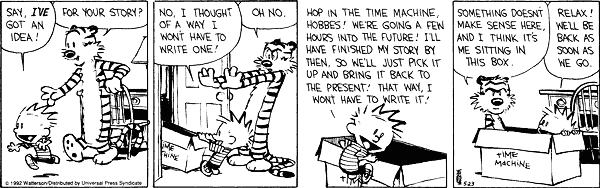 SAY, I'VE
GOT AN
IDEA!
FOR YOUR STORY?
© 1992 Watterson/Distributed by Universal Press Syndicate
NO, I THOUGHT
OF A WAY I
WON'T HAVE TO
WRITE ONE!
OH NO.
TIME
MACHINE
HOP IN THE TIME MACHINE,
HOBBES! WE'RE GOING A FEW
HOURS INTO THE FUTURE! I'LL
HAVE FINISHED MY STORY BY
THEN, SO WE'LL JUST PICK IT
UP AND BRING IT BACK TO
THE PRESENT! THAT WAY, I
WON'T HAVE TO WRITE IT!
TIME
SOMETHING DOESN'T
MAKE SENSE HERE,
AND I THINK IT'S
ME SITTING IN
THIS BOX.
RELAX!
WE'LL BE
BACK AS
SOON AS
WE GO.
TIME
MACHINE
5-23